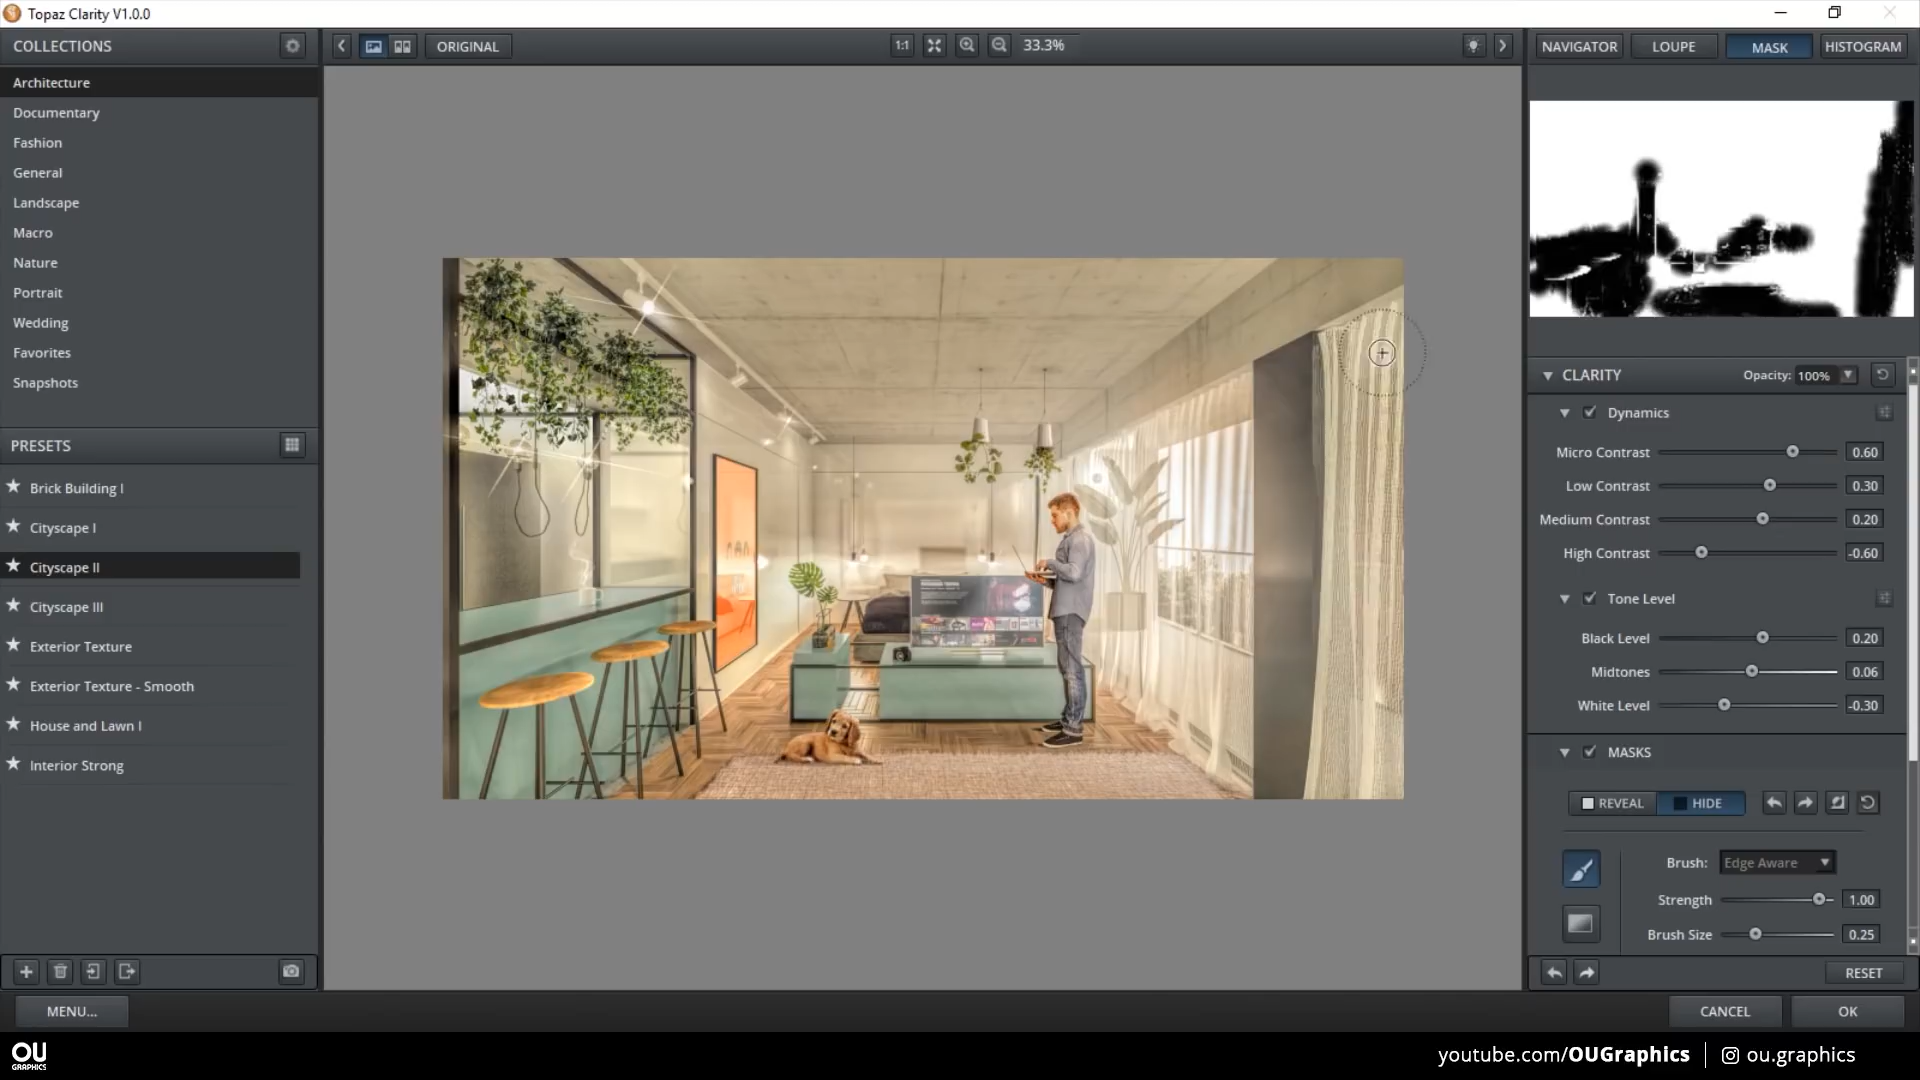 Topaz Clarity V1.0.0
COLLECTIONS
ORIGINAL
1:1
33.3%
NAVIGATOR
LOUPE
MASK
HISTOGRAM
Architecture
Documentary
Fashion
General
Landscape
Macro
Nature
Portrait
Wedding
Favorites
Snapshots
PRESETS
Brick Building I
Cityscape I
Cityscape II
Cityscape III
Exterior Texture
Exterior Texture - Smooth
House and Lawn I
Interior Strong
CLARITY
Opacity: 100%
Dynamics
Micro Contrast 0.60
Low Contrast 0.30
Medium Contrast 0.20
High Contrast -0.60
Tone Level
Black Level 0.20
Midtones 0.06
White Level -0.30
MASKS
REVEAL
HIDE
Brush: Edge Aware
Strength 1.00
Brush Size 0.25
RESET
MENU...
CANCEL
OK
OU
GRAPHICS
youtube.com/OUGraphics
ou.graphics